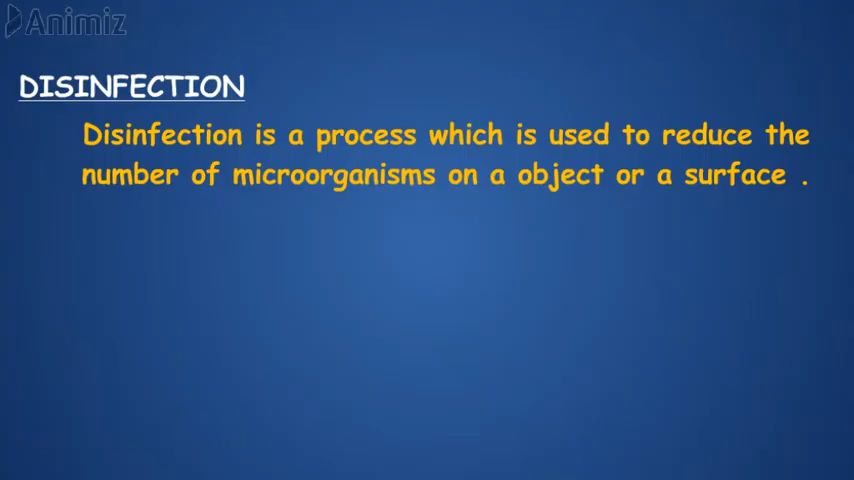 Animiz
DISINFECTION
Disinfection is a process which is used to reduce the
number of microorganisms on a object or a surface .